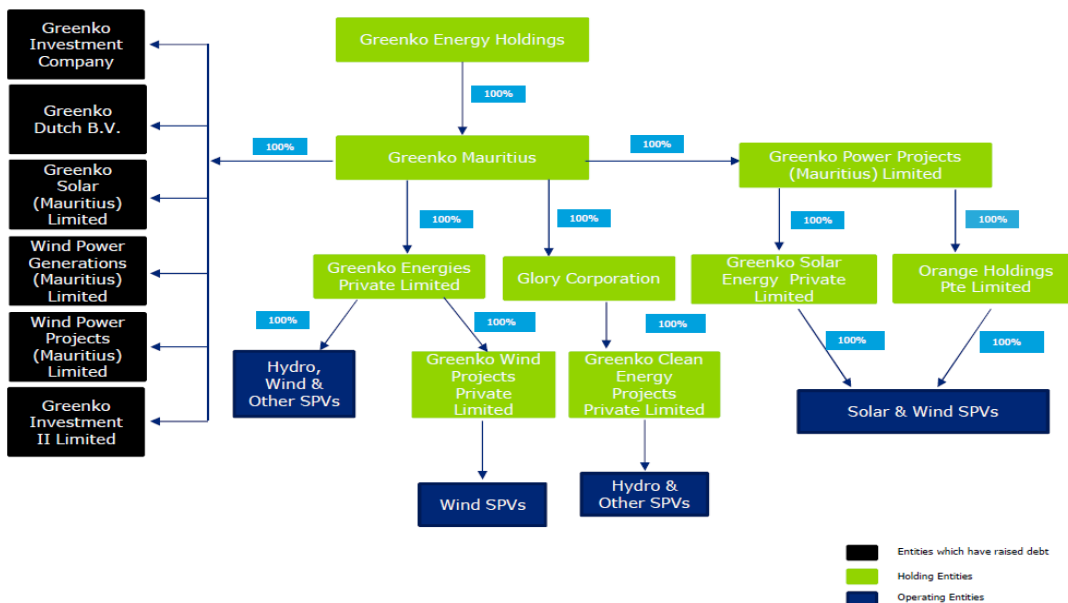 Greenko
Investment
Company
Greenko Energy Holdings
100%
Greenko
Dutch B.V.
100%
Greenko Mauritius
100%
Greenko Power Projects
(Mauritius) Limited
Greenko
Solar
(Mauritius)
Limited
100%
100%
100%
100%
Wind Power
Generations
(Mauritius)
Limited
Greenko Energies
Private Limited
Glory Corporation
Greenko Solar
Energy  Private
Limited
Orange Holdings
Pte Limited
Wind Power
Projects
(Mauritius)
Limited
100%
100%
100%
100%
100%
Hydro,
Wind &
Other SPVs
Greenko Wind
Projects
Private
Limited
Greenko Clean
Energy
Projects
Private Limited
Solar & Wind SPVs
Greenko
Investment
II Limited
Wind SPVs
Hydro &
Other SPVs
Entities which have raised debt
Holding Entities
Operating Entities